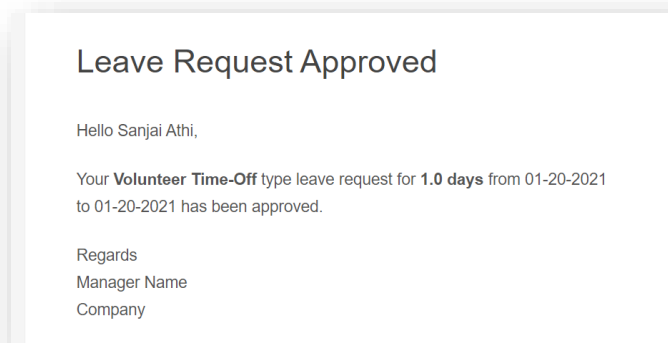 Leave Request Approved
Hello Sanjai Athi,
Your Volunteer Time-Off type leave request for 1.0 days from 01-20-2021
to 01-20-2021 has been approved.
Regards
Manager Name
Company